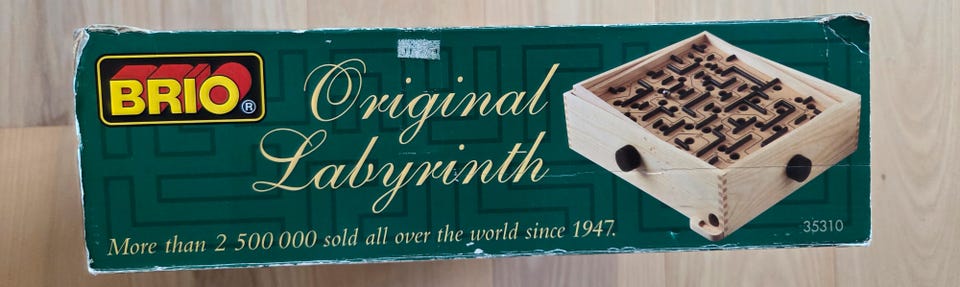 BRIO®
Original
Labyrinth
More than 2 500 000 sold all over the world since 1947.
35310